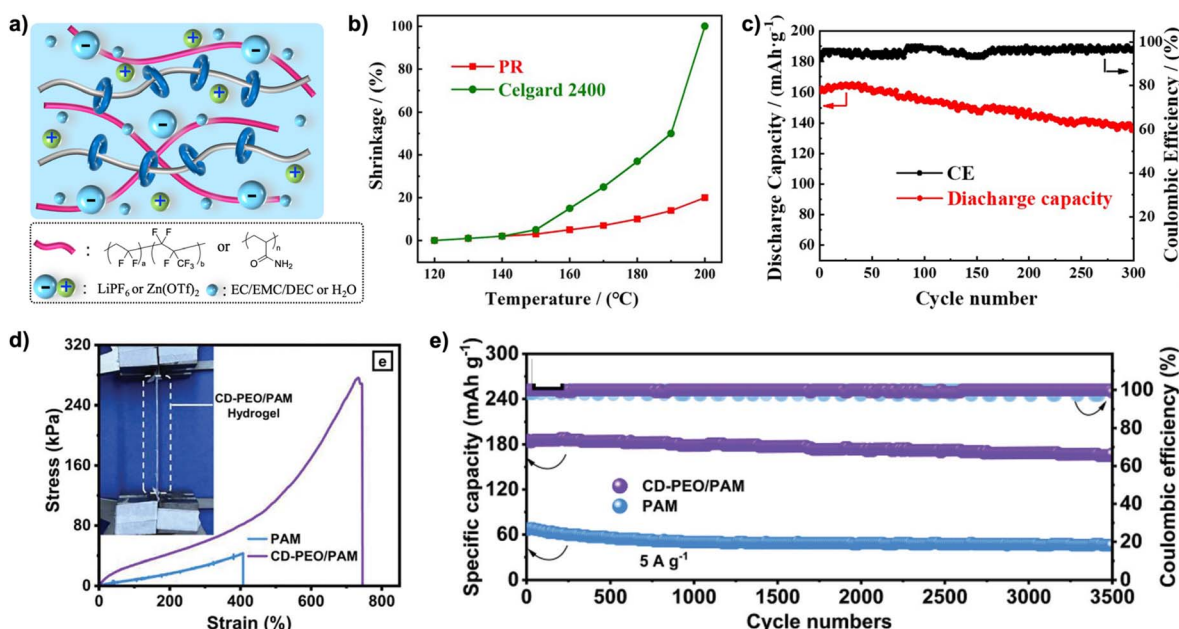 a)
F F
F
F F CF3
( )a ( )b or ( )n
O NH2
: LiPF6 or Zn(OTf)2 : EC/EMC/DEC or H2O
b)
100
80
60
40
20
0
Shrinkage / (%)
PR
Celgard 2400
120 140 160 180 200
Temperature / (℃)
c)
200
180
160
140
120
100
80
60
Discharge Capacity / (mAh·g-1)
CE
Diacharge capacity
100
80
60
40
20
0
Coulombic Efficiency / (%)
0 50 100 150 200 250 300
Cycle number
d)
e
320
240
160
80
0
Stress (kPa)
CD-PEO/PAM
Hydrogel
PAM
CD-PEO/PAM
0 200 400 600 800
Strain (%)
e)
300
240
180
120
60
0
Specific capacity (mAh g-1)
CD-PEO/PAM
PAM
5 A g-1
100
80
60
40
20
0
Coulombic efficiency (%)
0 500 1000 1500 2000 2500 3000 3500
Cycle numbers